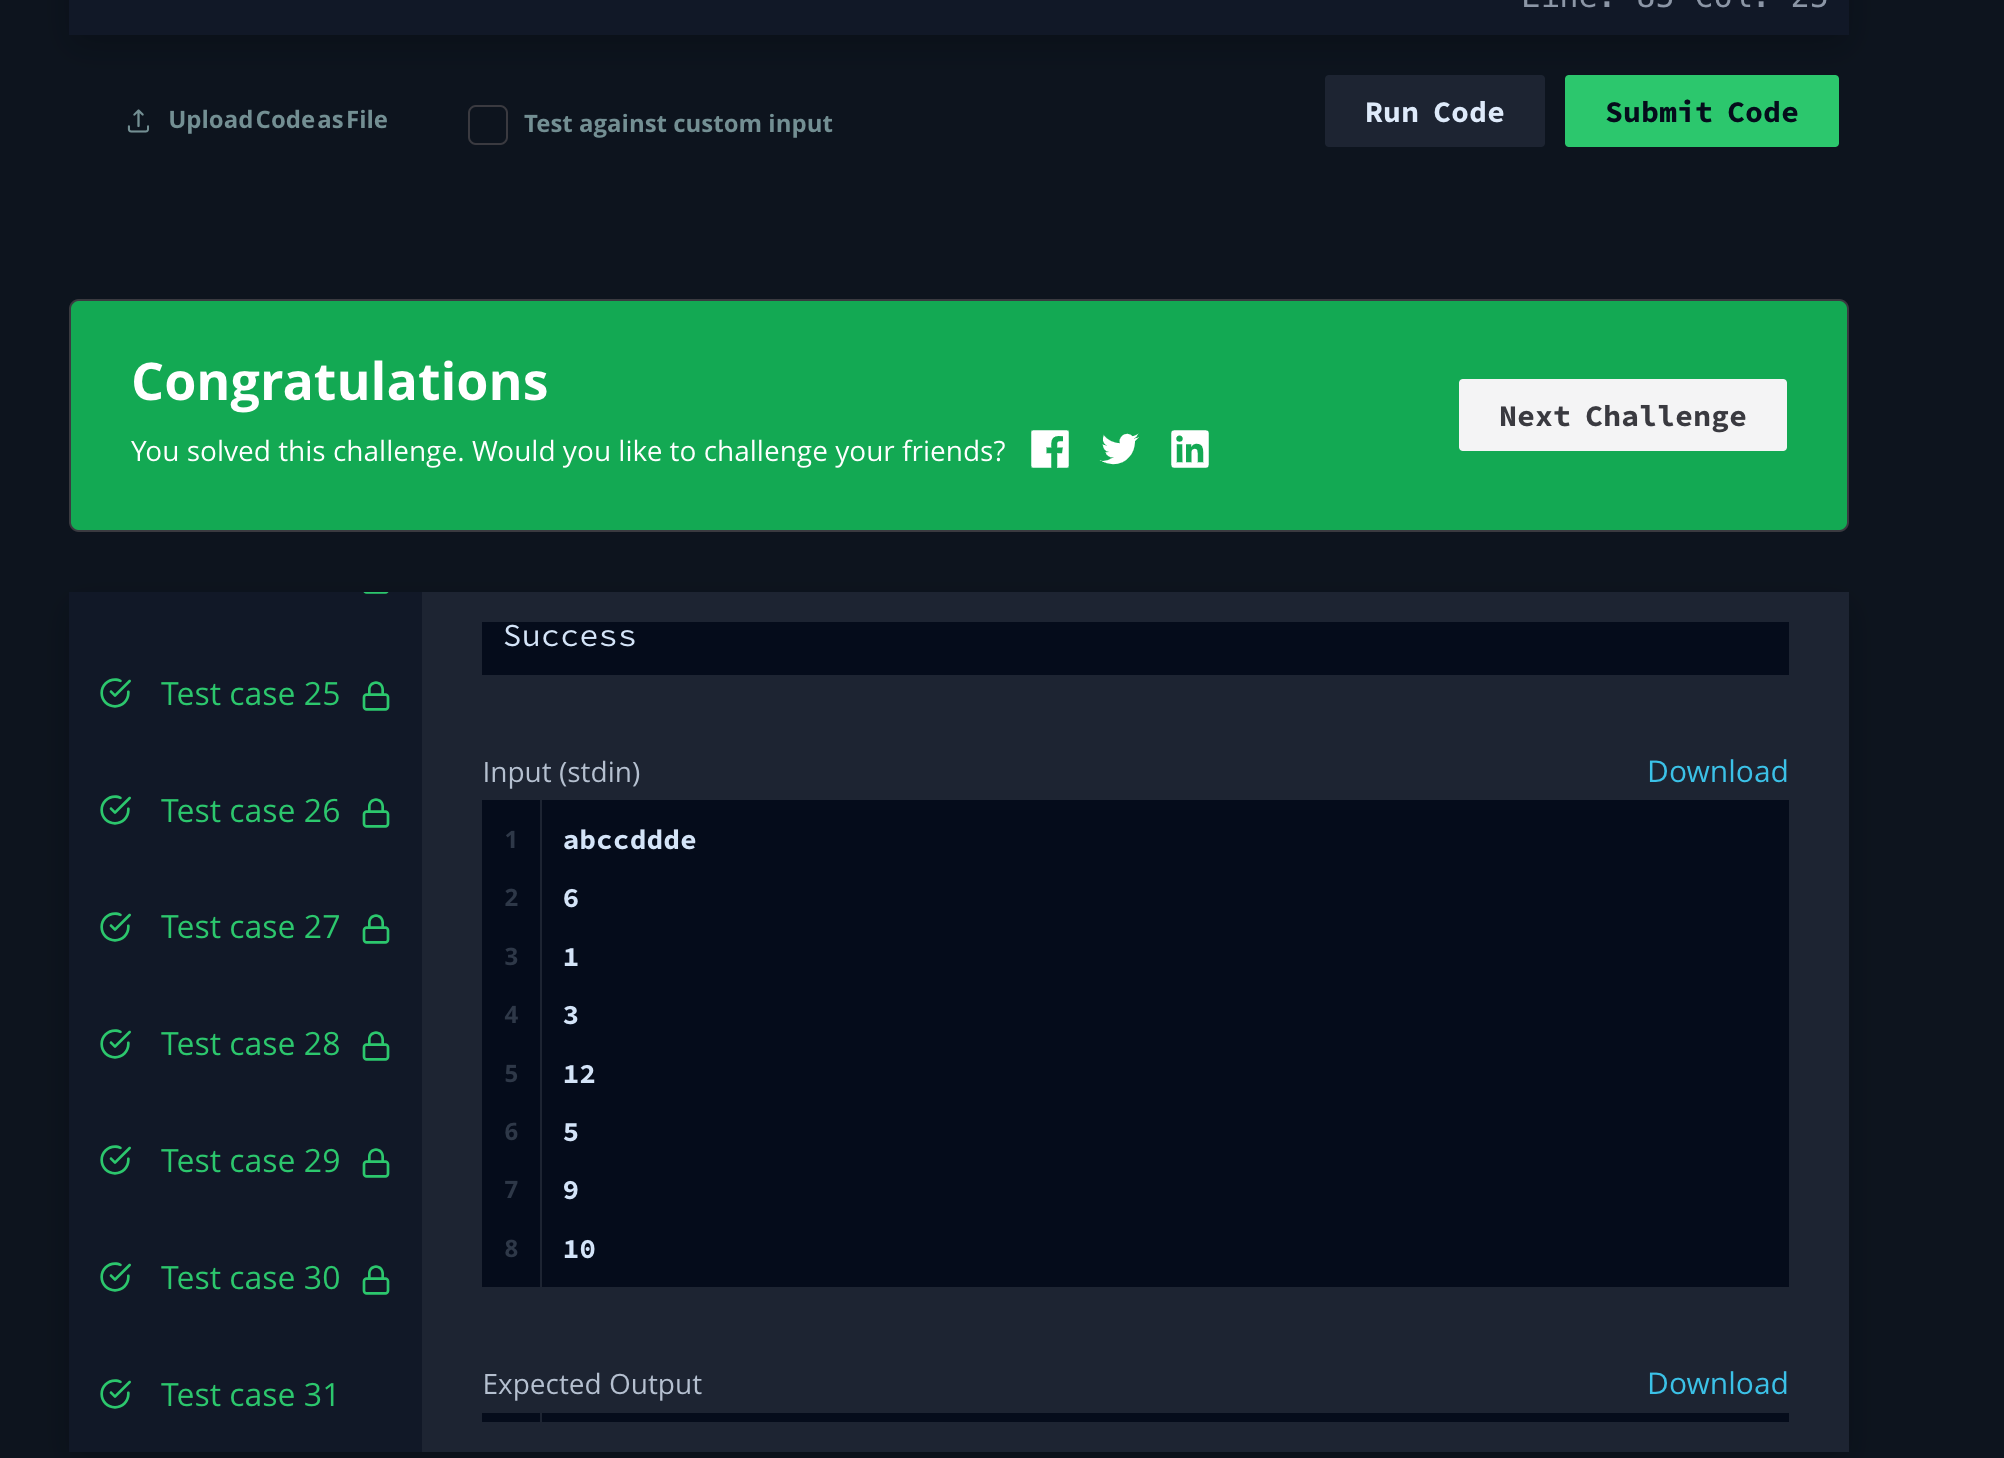 Line: 85 Col: 25
Upload Code as File
Test against custom input
Run Code
Submit Code
Congratulations
You solved this challenge. Would you like to challenge your friends?
Next Challenge
Test case 25
Test case 26
Test case 27
Test case 28
Test case 29
Test case 30
Test case 31
Success
Input (stdin)
Download
1 abccddde
2 6
3 1
4 3
5 12
6 5
7 9
8 10
Expected Output
Download